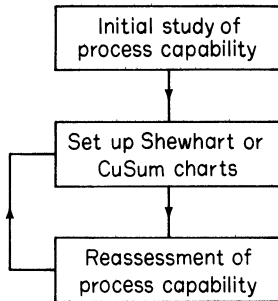 Initial study of
process capability
Set up Shewhart or
CuSum charts
Reassessment of
process capability